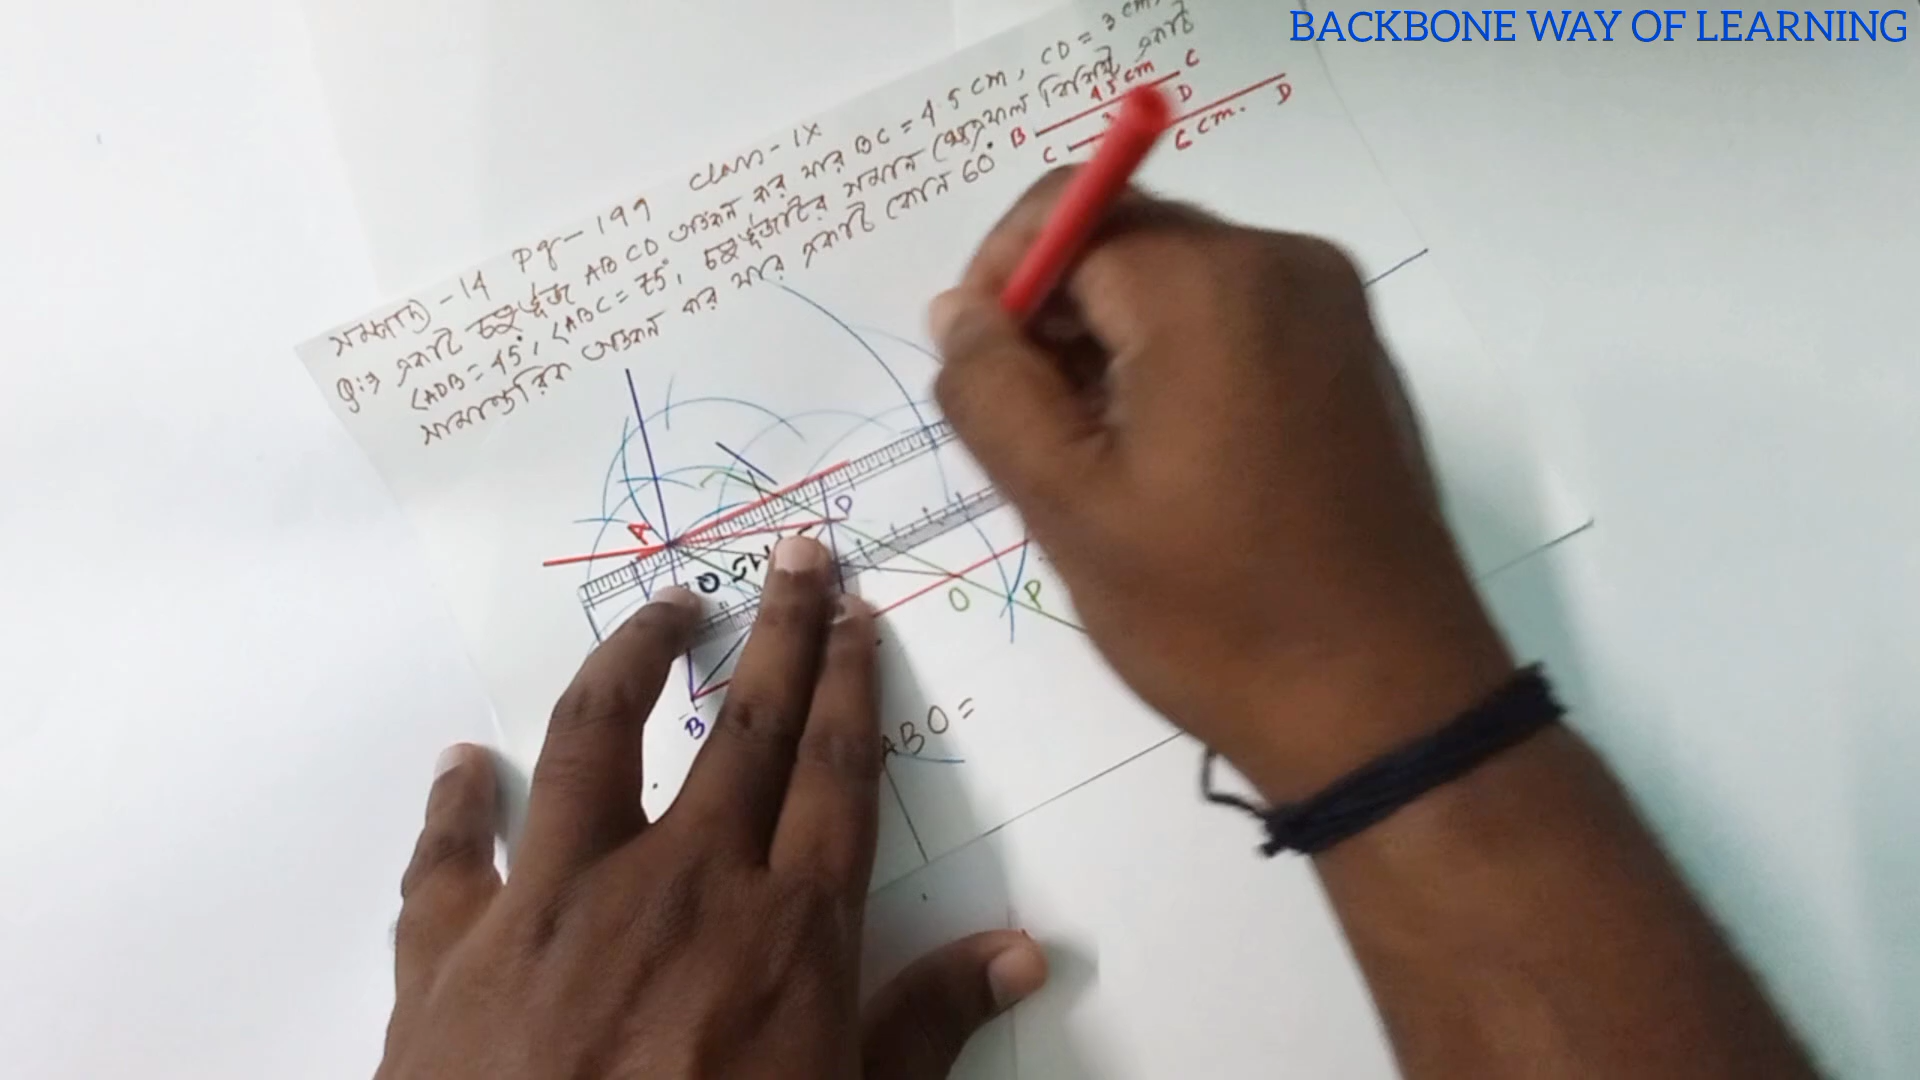 BACKBONE WAY OF LEARNING
সম্পাদ্য - 14 Pg - 199 Class - IX
Q:→ একটি চতুর্ভুজ ABCD অঙ্কন কর যার BC = 4.5 cm, CD = 3 cm,
∠ADB = 45°, ∠ABC = 75°, চতুর্ভুজটির সমান ক্ষেত্রফল বিশিষ্ট একটি
সামান্তরিক অঙ্কন কর যার একটি কোন 60°
B 4.5 cm C
C D
6 cm. D
A
D
O
P
B
ABO =